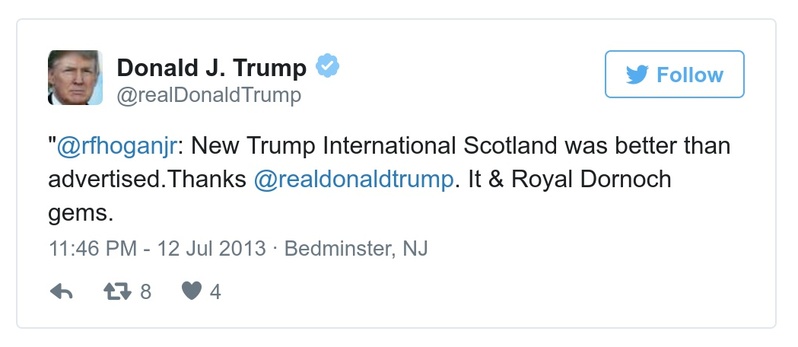 Donald J. Trump
@realDonaldTrump
Follow
"@rfhoganjr: New Trump International Scotland was better than
advertised.Thanks @realdonaldtrump. It & Royal Dornoch
gems.
11:46 PM - 12 Jul 2013 · Bedminster, NJ
8 4